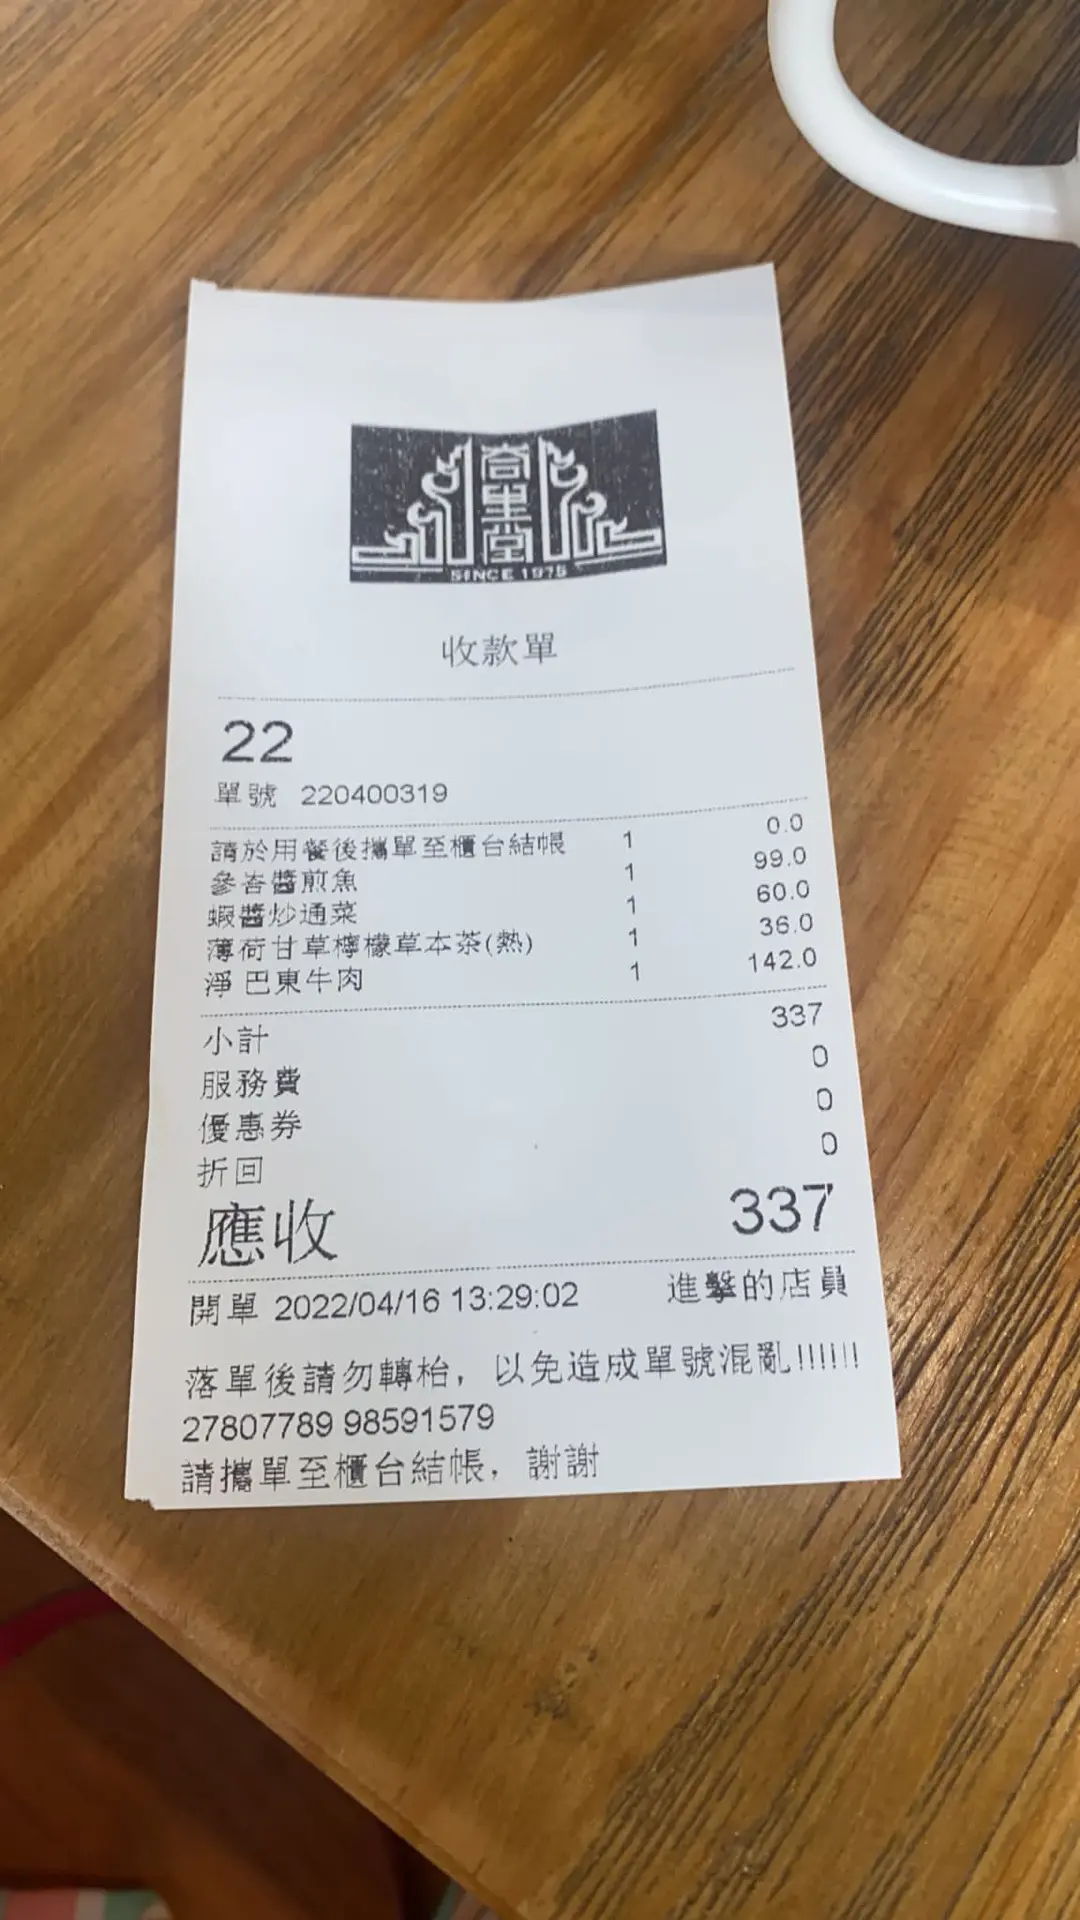 峇里堂
SINCE 1975
收款單
22
單號 220400319
請於用餐後攜單至櫃台結帳 1 0.0
參峇醬煎魚 1 99.0
蝦醬炒通菜 1 60.0
薄荷甘草檸檬草本茶(熱) 1 36.0
淨 巴東牛肉 1 142.0
小計 337
服務費 0
優惠券 0
折回 0
應收 337
開單 2022/04/16 13:29:02 進擊的店員
落單後請勿轉枱，以免造成單號混亂!!!!!!
27807789 98591579
請攜單至櫃台結帳，謝謝